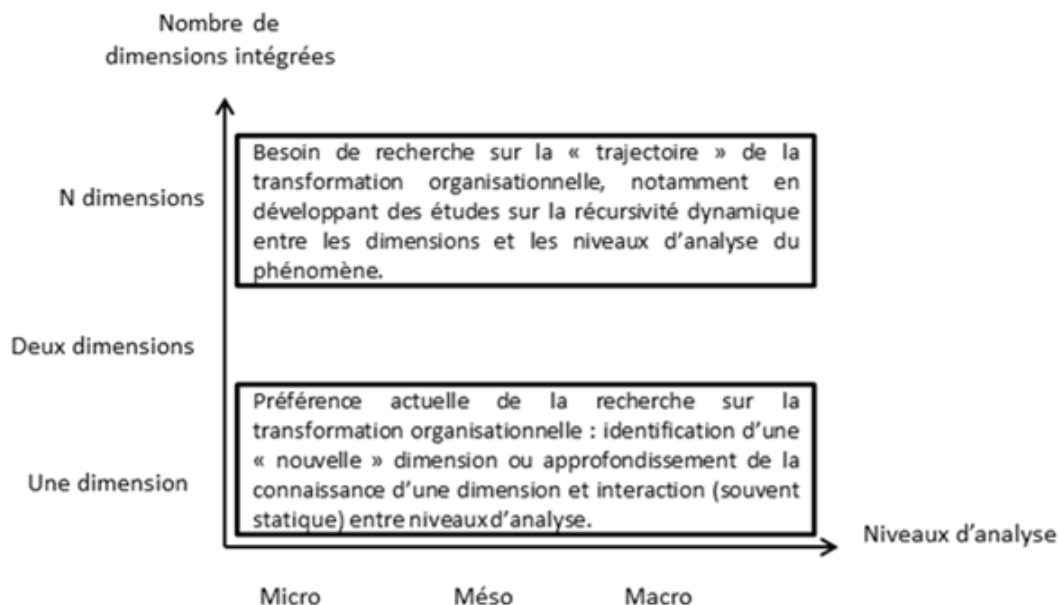 Nombre de
dimensions intégrées
N dimensions
Besoin de recherche sur la « trajectoire » de la
transformation organisationnelle, notamment en
développant des études sur la récursivité dynamique
entre les dimensions et les niveaux d'analyse du
phénomène.
Deux dimensions
Une dimension
Préférence actuelle de la recherche sur la
transformation organisationnelle : identification d'une
« nouvelle » dimension ou approfondissement de la
connaissance d'une dimension et interaction (souvent
statique) entre niveaux d'analyse.
Niveaux d'analyse
Micro Méso Macro